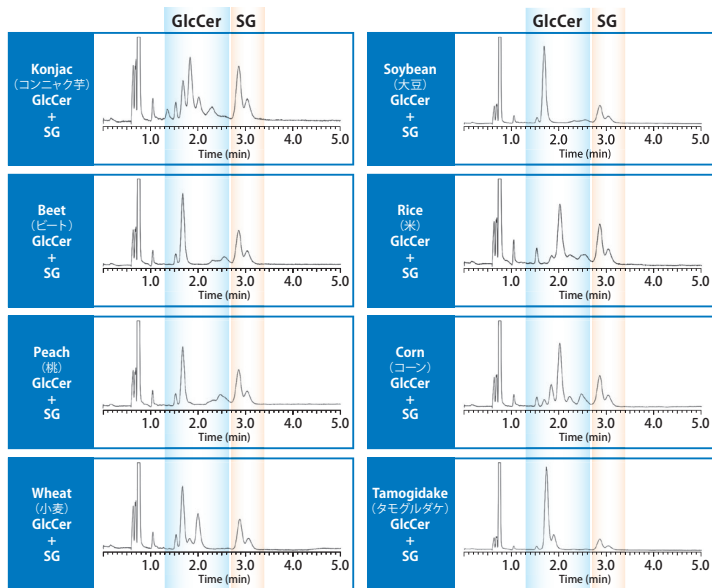 GlcCer SG
GlcCer SG
Konjac
(コンニャク芋)
GlcCer
+
SG
1.0 2.0 3.0 4.0 5.0
Time (min)
Soybean
(大豆)
GlcCer
+
SG
1.0 2.0 3.0 4.0 5.0
Time (min)
Beet
(ビート)
GlcCer
+
SG
1.0 2.0 3.0 4.0 5.0
Time (min)
Rice
(米)
GlcCer
+
SG
1.0 2.0 3.0 4.0 5.0
Time (min)
Peach
(桃)
GlcCer
+
SG
1.0 2.0 3.0 4.0 5.0
Time (min)
Corn
(コーン)
GlcCer
+
SG
1.0 2.0 3.0 4.0 5.0
Time (min)
Wheat
(小麦)
GlcCer
+
SG
1.0 2.0 3.0 4.0 5.0
Time (min)
Tamogidake
(タモグルダケ)
GlcCer
+
SG
1.0 2.0 3.0 4.0 5.0
Time (min)